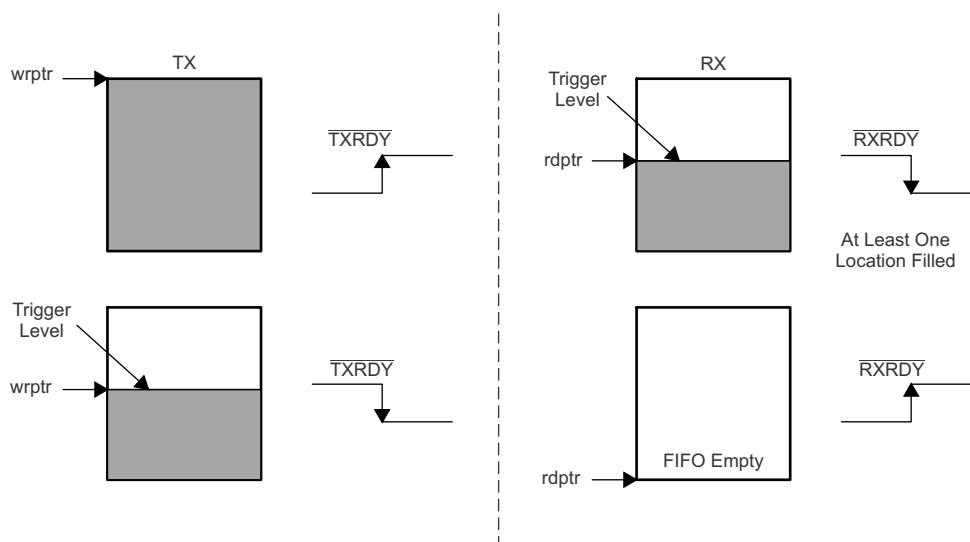 TX
wrptr
TXRDY
Trigger
Level
wrptr
TXRDY
RX
Trigger
Level
rdptr
RXRDY
At Least One
Location Filled
RXRDY
FIFO Empty
rdptr